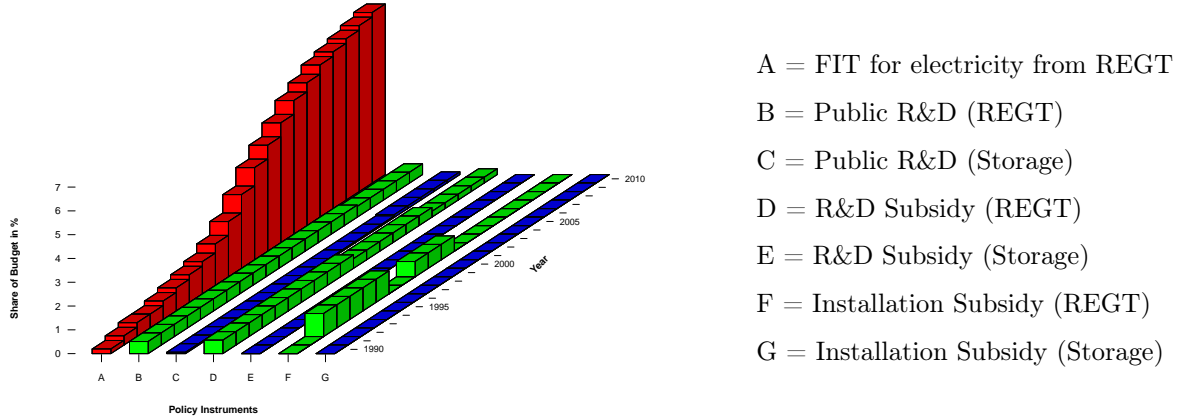 7
6
5
4
3
2
1
0
Share of Budget in %
A
B
C
D
E
F
G
Policy Instruments
1990
1995
2000
2005
2010
Year
A = FIT for electricity from REGT
B = Public R&D (REGT)
C = Public R&D (Storage)
D = R&D Subsidy (REGT)
E = R&D Subsidy (Storage)
F = Installation Subsidy (REGT)
G = Installation Subsidy (Storage)